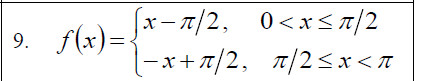 9. f(x) = { x − π/2, 0 < x ≤ π/2
−x + π/2, π/2 ≤ x < π